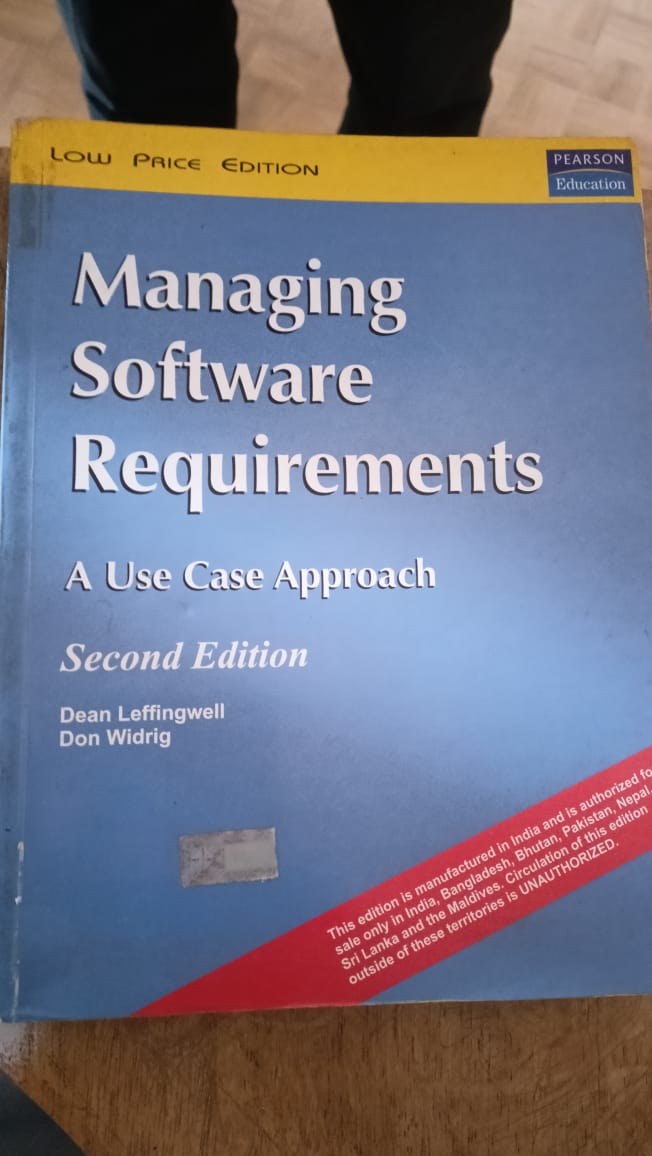 LOW PRICE EDITION
PEARSON
Education
Managing
Software
Requirements
A Use Case Approach
Second Edition
Dean Leffingwell
Don Widrig
This edition is manufactured in India and is authorized fo
sale only in India, Bangladesh, Bhutan, Pakistan, Nepal,
Sri Lanka and the Maldives. Circulation of this edition
outside of these territories is UNAUTHORIZED.